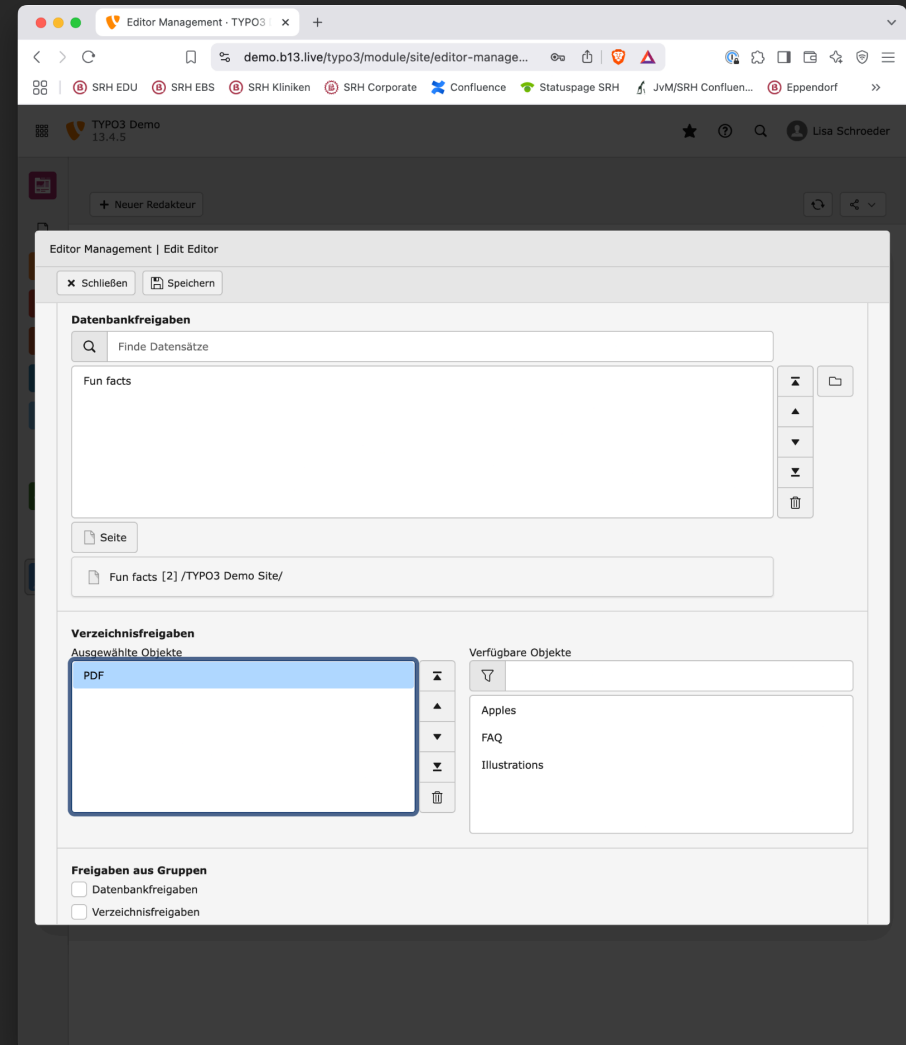 Editor Management · TYPO3
demo.b13.live/typo3/module/site/editor-manage...
SRH EDU SRH EBS SRH Kliniken SRH Corporate Confluence Statuspage SRH JvM/SRH Confluen... Eppendorf
TYPO3 Demo
13.4.5
Lisa Schroeder
Neuer Redakteur
Editor Management | Edit Editor
Schließen Speichern
Datenbankfreigaben
Finde Datensätze
Fun facts
Seite
Fun facts [2] /TYPO3 Demo Site/
Verzeichnisfreigaben
Ausgewählte Objekte Verfügbare Objekte
PDF
Apples
FAQ
Illustrations
Freigaben aus Gruppen
Datenbankfreigaben
Verzeichnisfreigaben